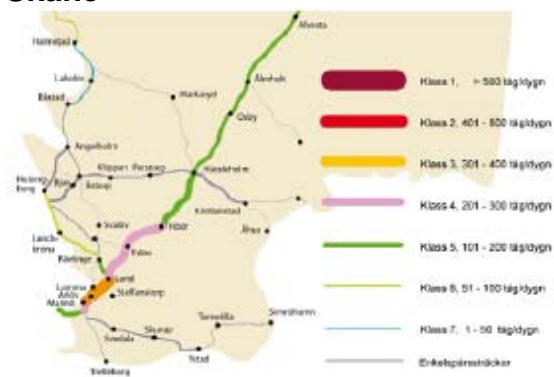 Skåne
Alvesta
Halmstad
Laholm
Älmhult
Markaryd
Båstad
Osby
Ängelholm
Klippan Perstorp
Hässleholm
Helsingborg
Bjuv
Åstorp
Kristianstad
Åhus
Svalöv
Höör
Landskrona
Eslöv
Kävlinge
Lund
Lomma
Arlöv
Staffanstorp
Malmö
Tomelilla
Simrishamn
Svedala
Skurup
Ystad
Trelleborg
Klass 1, > 500 tåg/dygn
Klass 2, 401 - 500 tåg/dygn
Klass 3, 301 - 400 tåg/dygn
Klass 4, 201 - 300 tåg/dygn
Klass 5, 101 - 200 tåg/dygn
Klass 6, 51 - 100 tåg/dygn
Klass 7, 1 - 50 tåg/dygn
Enkelspårssträckor